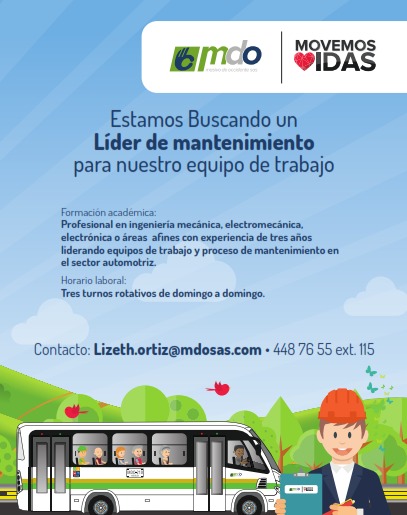 mdo
MOVEMOS
VIDAS
Estamos Buscando un
Líder de mantenimiento
para nuestro equipo de trabajo
Formación académica:
Profesional en ingeniería mecánica, electromecánica,
electrónica o áreas afines con experiencia de tres años
liderando equipos de trabajo y proceso de mantenimiento en
el sector automotriz.
Horario laboral:
Tres turnos rotativos de domingo a domingo.
Contacto: Lizeth.ortiz@mdosas.com • 448 76 55 ext. 115